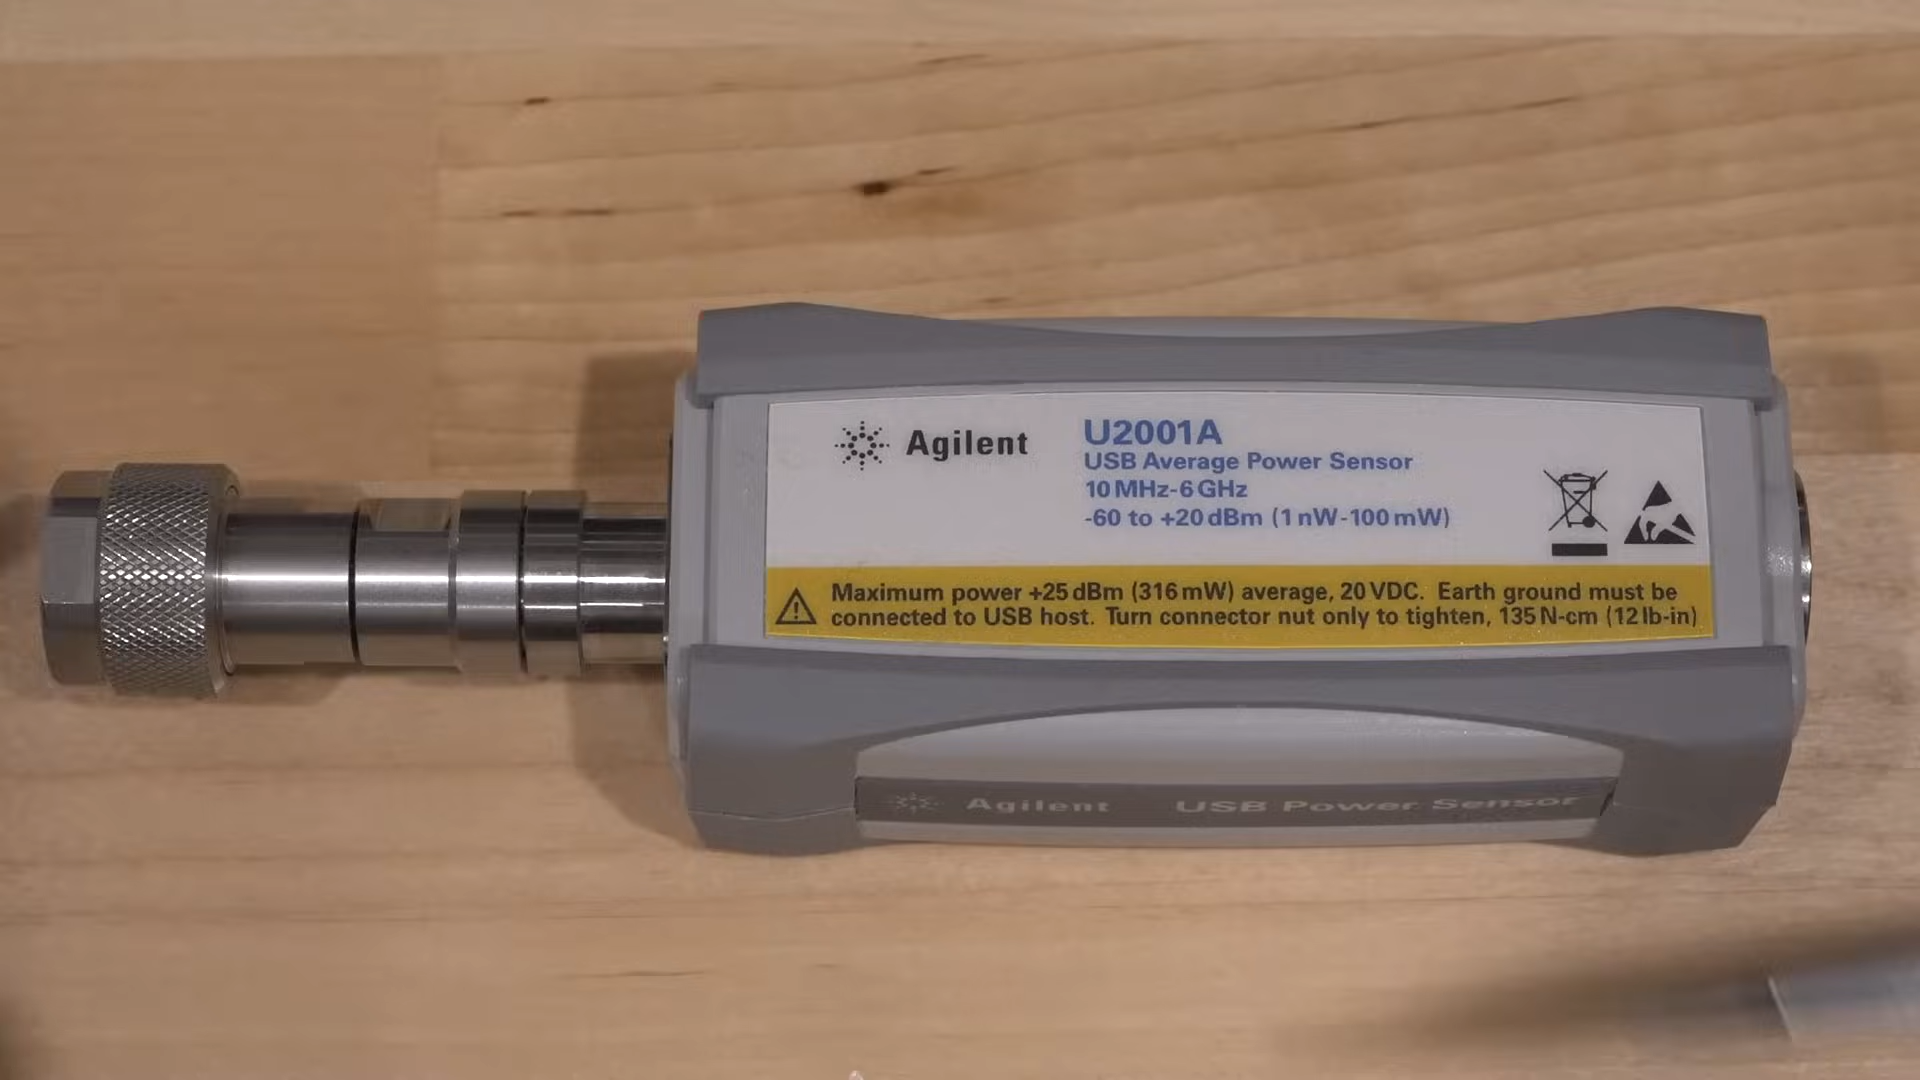 Agilent
U2001A
USB Average Power Sensor
10 MHz-6 GHz
-60 to +20 dBm (1 nW-100 mW)
Maximum power +25 dBm (316 mW) average, 20 VDC. Earth ground must be
connected to USB host. Turn connector nut only to tighten, 135 N-cm (12 lb-in)
Agilent USB Power Sensor